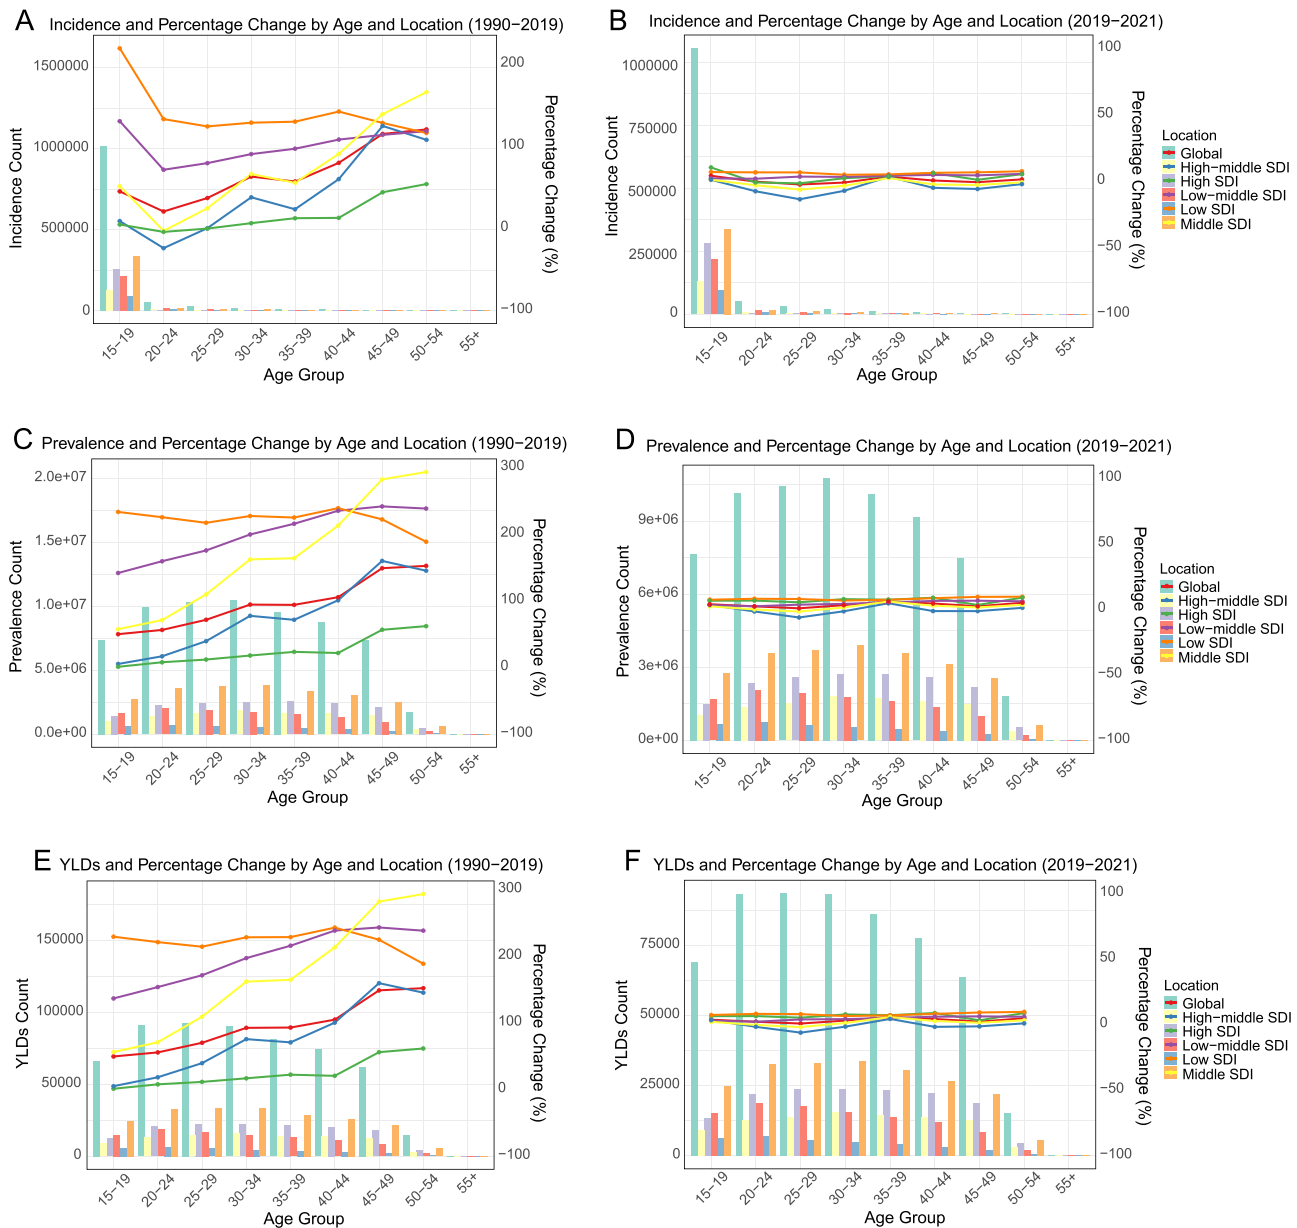 A Incidence and Percentage Change by Age and Location (1990−2019)
1500000
1000000
500000
0
200
100
0
−100
Incidence Count
Percentage Change (%)
15−19
20−24
25−29
30−34
35−39
40−44
45−49
50−54
55+
Age Group
B Incidence and Percentage Change by Age and Location (2019−2021)
1000000
750000
500000
250000
0
100
50
0
−50
−100
Incidence Count
Percentage Change (%)
15−19
20−24
25−29
30−34
35−39
40−44
45−49
50−54
55+
Age Group
Location
Global
High−middle SDI
High SDI
Low−middle SDI
Low SDI
Middle SDI
C Prevalence and Percentage Change by Age and Location (1990−2019)
2.0e+07
1.5e+07
1.0e+07
5.0e+06
0.0e+00
300
200
100
0
−100
Prevalence Count
Percentage Change (%)
15−19
20−24
25−29
30−34
35−39
40−44
45−49
50−54
55+
Age Group
D Prevalence and Percentage Change by Age and Location (2019−2021)
9e+06
6e+06
3e+06
0e+00
100
50
0
−50
−100
Prevalence Count
Percentage Change (%)
15−19
20−24
25−29
30−34
35−39
40−44
45−49
50−54
55+
Age Group
Location
Global
High−middle SDI
High SDI
Low−middle SDI
Low SDI
Middle SDI
E YLDs and Percentage Change by Age and Location (1990−2019)
150000
100000
50000
0
300
200
100
0
−100
YLDs Count
Percentage Change (%)
15−19
20−24
25−29
30−34
35−39
40−44
45−49
50−54
55+
Age Group
F YLDs and Percentage Change by Age and Location (2019−2021)
75000
50000
25000
0
100
50
0
−50
−100
YLDs Count
Percentage Change (%)
15−19
20−24
25−29
30−34
35−39
40−44
45−49
50−54
55+
Age Group
Location
Global
High−middle SDI
High SDI
Low−middle SDI
Low SDI
Middle SDI